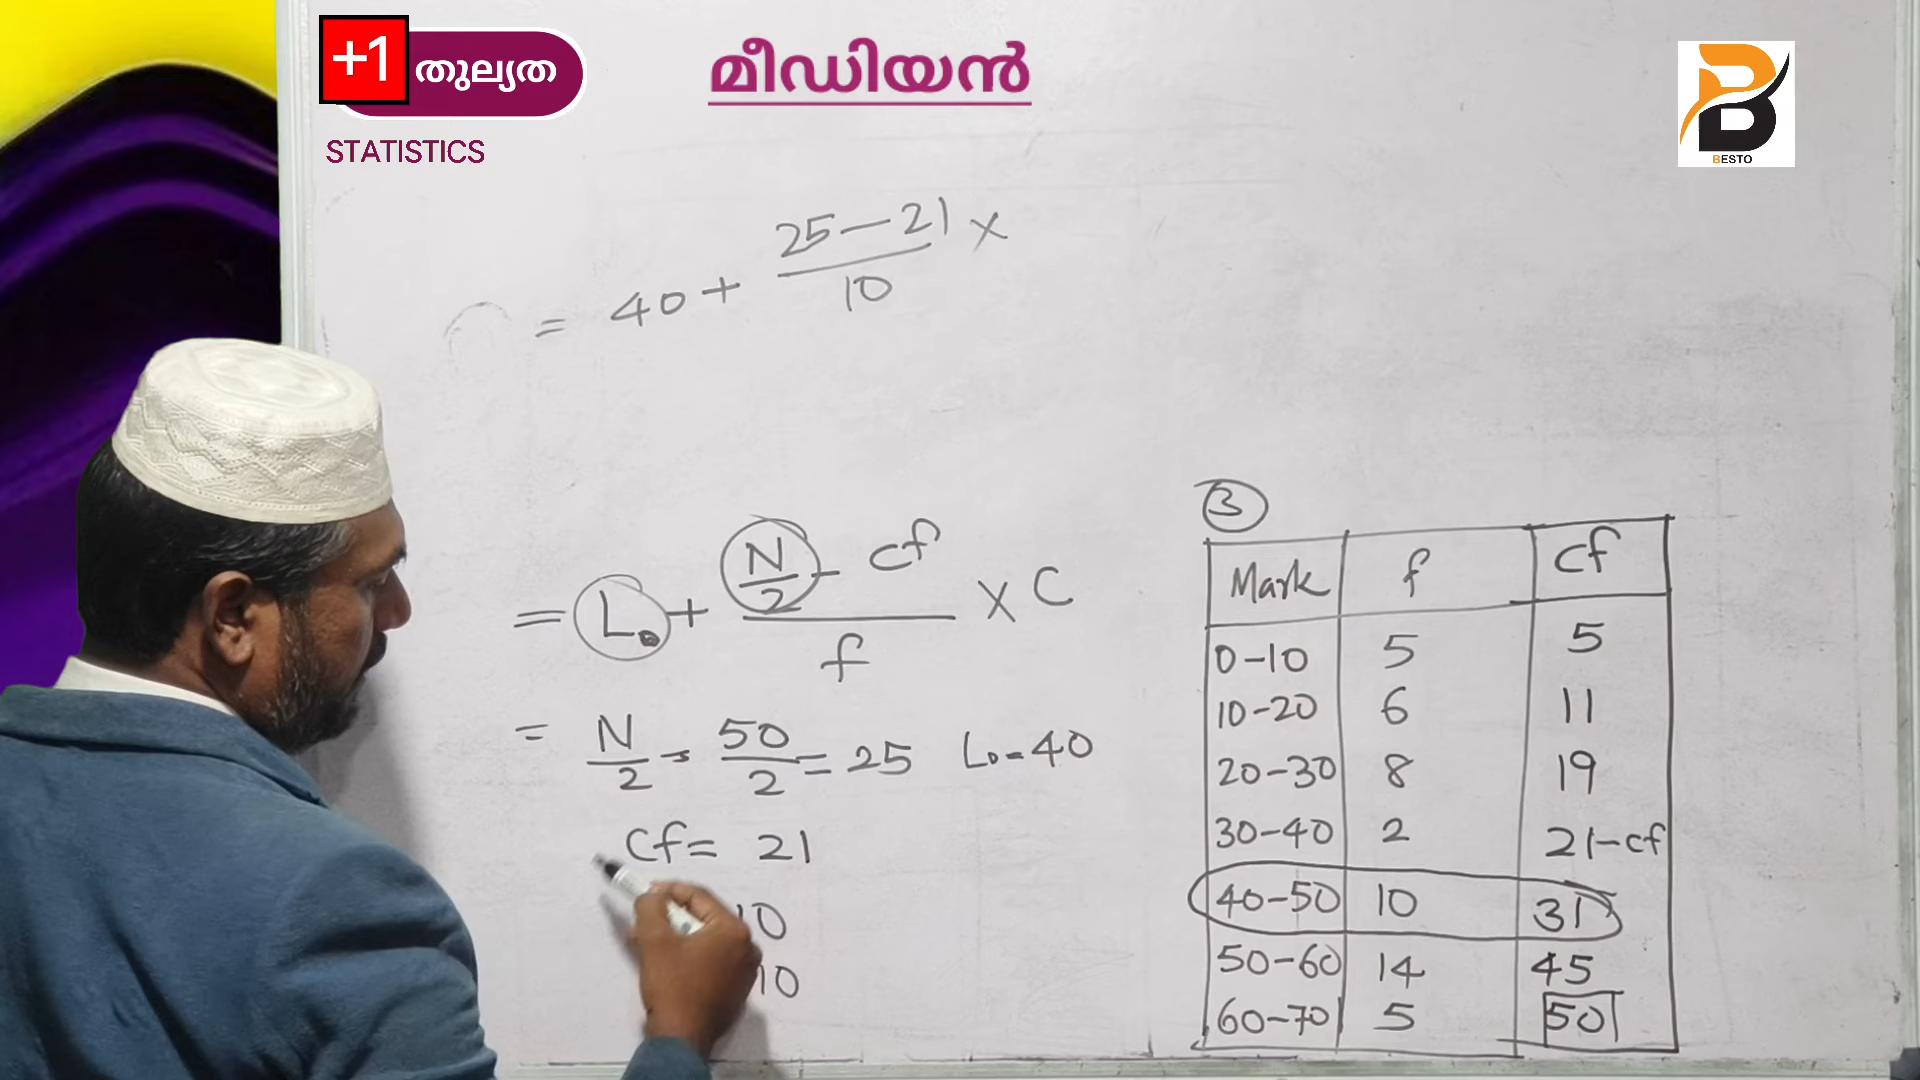 +1 തുല്യത
മീഡിയൻ
STATISTICS
BESTO
= 40 + 25 – 21 / 10 ×
= L₀ + N/2 – cf / f × C
= N/2 = 50/2 = 25 L₀ = 40
cf = 21
10
10
3
Mark f cf
0–10 5 5
10–20 6 11
20–30 8 19
30–40 2 21–cf
40–50 10 31
50–60 14 45
60–70 5 50